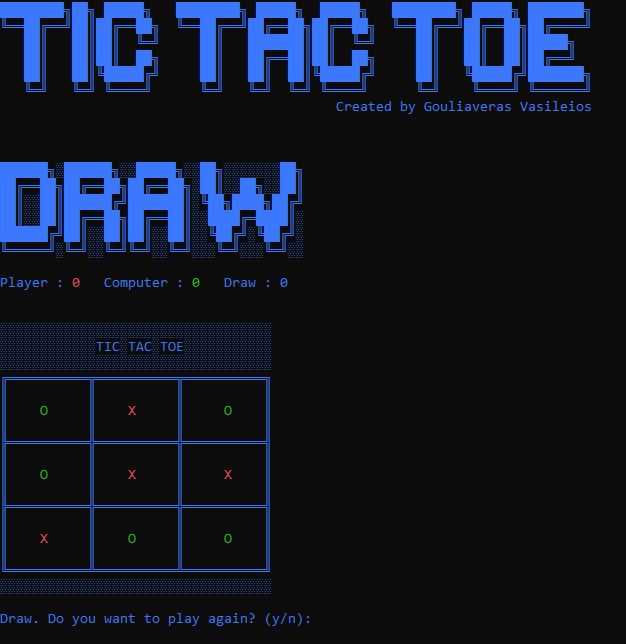 TIC TAC TOE
Created by Gouliaveras Vasileios
DRAW
Player : 0 Computer : 0 Draw : 0
TIC TAC TOE
O X O
O X X
X O O
Draw. Do you want to play again? (y/n):